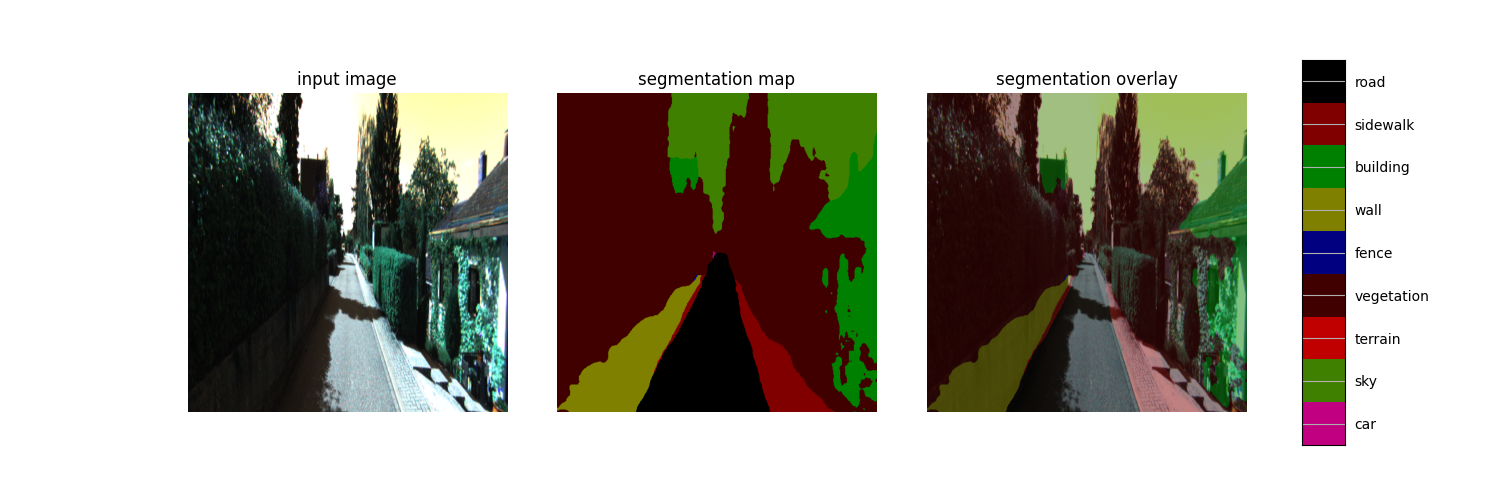 input image
segmentation map
segmentation overlay
road
sidewalk
building
wall
fence
vegetation
terrain
sky
car